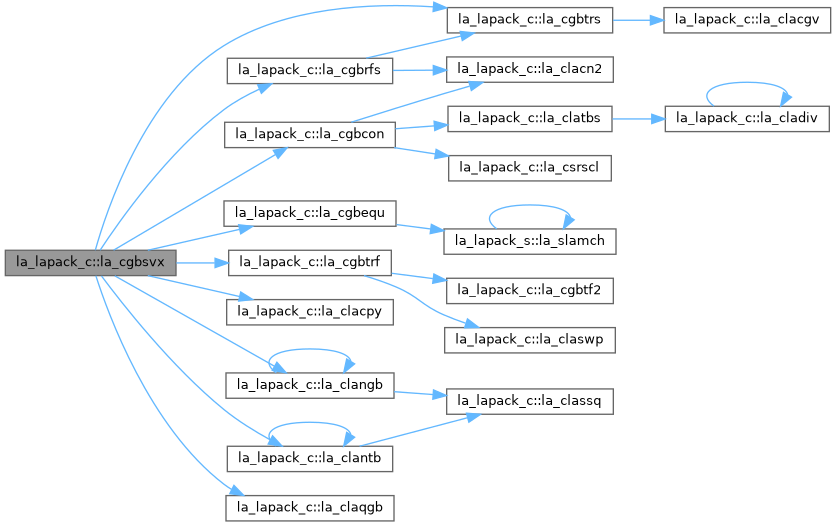 la_lapack_c::la_cgbsvx
la_lapack_c::la_cgbtrs
la_lapack_c::la_clacgv
la_lapack_c::la_cgbrfs
la_lapack_c::la_clacn2
la_lapack_c::la_cgbcon
la_lapack_c::la_clatbs
la_lapack_c::la_cladiv
la_lapack_c::la_csrscl
la_lapack_c::la_cgbequ
la_lapack_s::la_slamch
la_lapack_c::la_cgbtrf
la_lapack_c::la_cgbtf2
la_lapack_c::la_claswp
la_lapack_c::la_clacpy
la_lapack_c::la_clangb
la_lapack_c::la_classq
la_lapack_c::la_clantb
la_lapack_c::la_claqgb